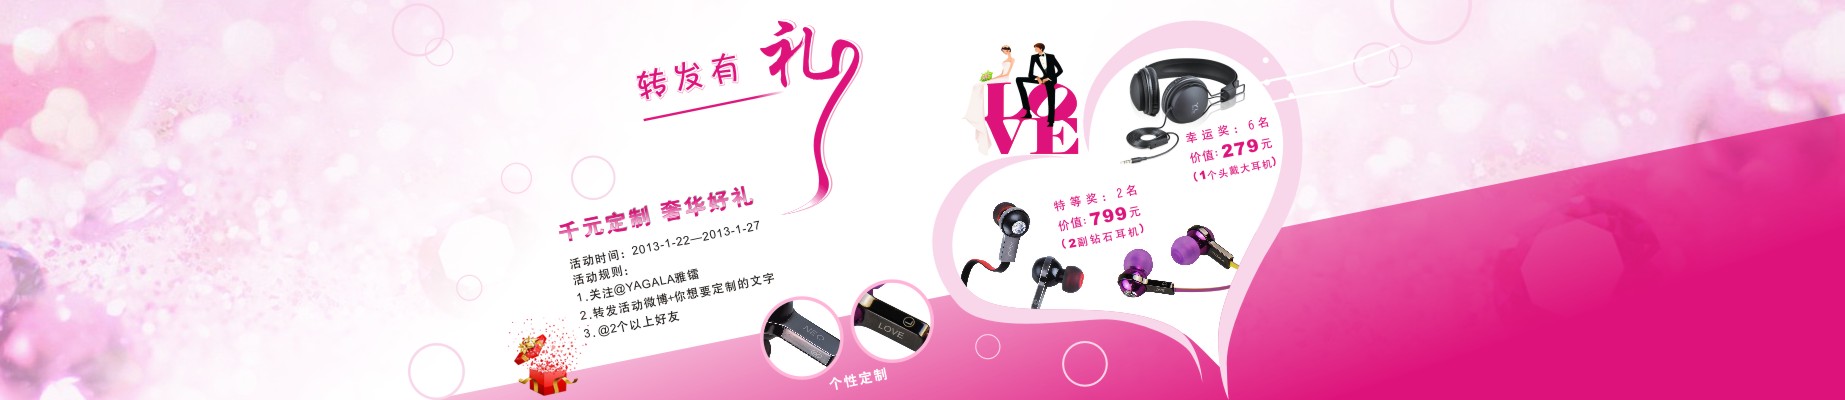 转发有 礼
千元定制 奢华好礼
活动时间：2013-1-22—2013-1-27
活动规则：
1.关注@YAGALA雅镭
2.转发活动微博+你想要定制的文字
3.@2个以上好友
NEO
LOVE
个性定制
LO
VE
幸运奖：6名
价值:279元
(1个头戴大耳机)
特等奖：2名
价值:799元
(2副钻石耳机)